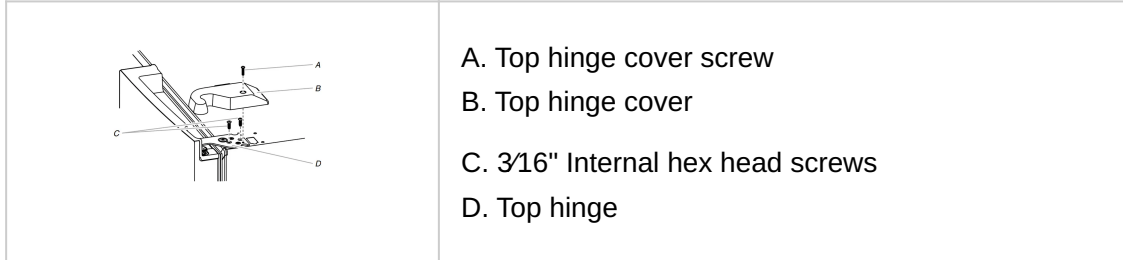 A
B
C
D
A. Top hinge cover screw
B. Top hinge cover
C. 3⁄16" Internal hex head screws
D. Top hinge